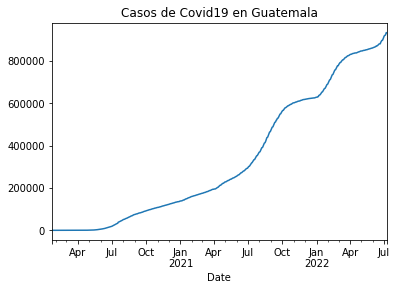 Casos de Covid19 en Guatemala
800000
600000
400000
200000
0
Apr Jul Oct Jan Apr Jul Oct Jan Apr Jul
2021 2022
Date